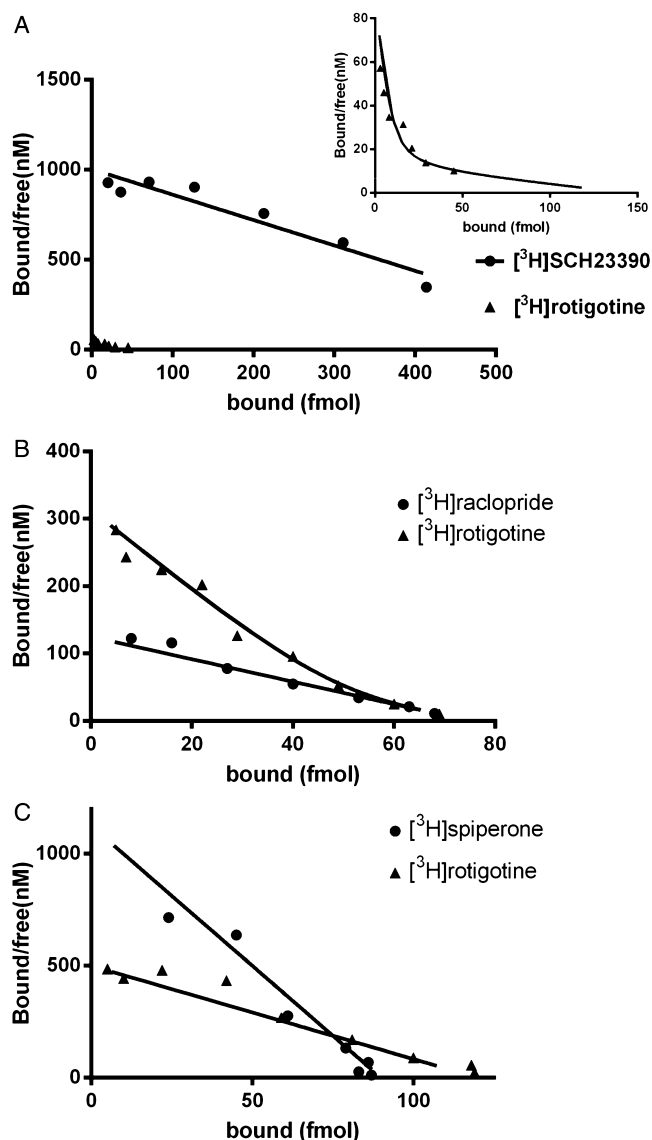 A
Bound/free(nM)
1500
1000
500
0
0 100 200 300 400 500
bound (fmol)
Bound/free(nM)
80
60
40
20
0
0 50 100 150
bound (fmol)
[³H]SCH23390
[³H]rotigotine
B
Bound/free(nM)
400
300
200
100
0
0 20 40 60 80
bound (fmol)
[³H]raclopride
[³H]rotigotine
C
Bound/free(nM)
1000
500
0
0 50 100
bound (fmol)
[³H]spiperone
[³H]rotigotine